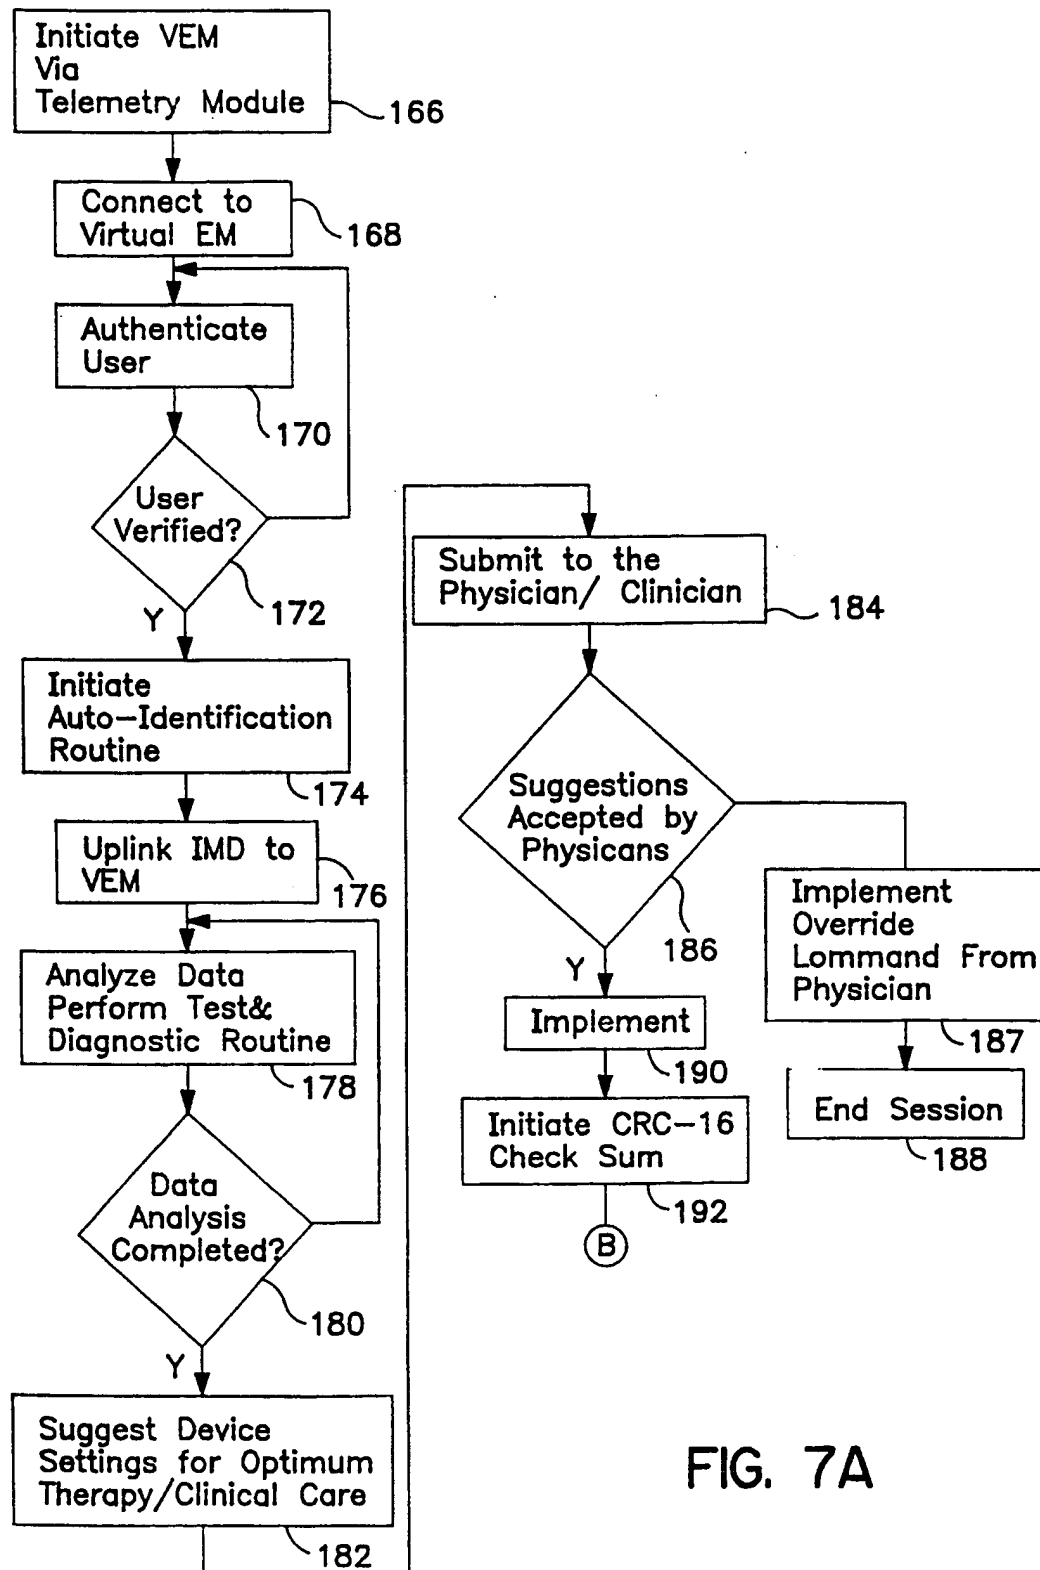 Initiate VEM
Via
Telemetry Module
166
Connect to
Virtual EM
168
Authenticate
User
170
User
Verified?
172
Y
Initiate
Auto-Identification
Routine
174
Uplink IMD to
VEM
176
Analyze Data
Perform Test&
Diagnostic Routine
178
Data
Analysis
Completed?
180
Y
Suggest Device
Settings for Optimum
Therapy/Clinical Care
182
Submit to the
Physician/ Clinician
184
Suggestions
Accepted by
Physicans
186
Y
Implement
Override
Lommand From
Physician
187
End Session
188
Implement
190
Initiate CRC-16
Check Sum
192
B
FIG. 7A